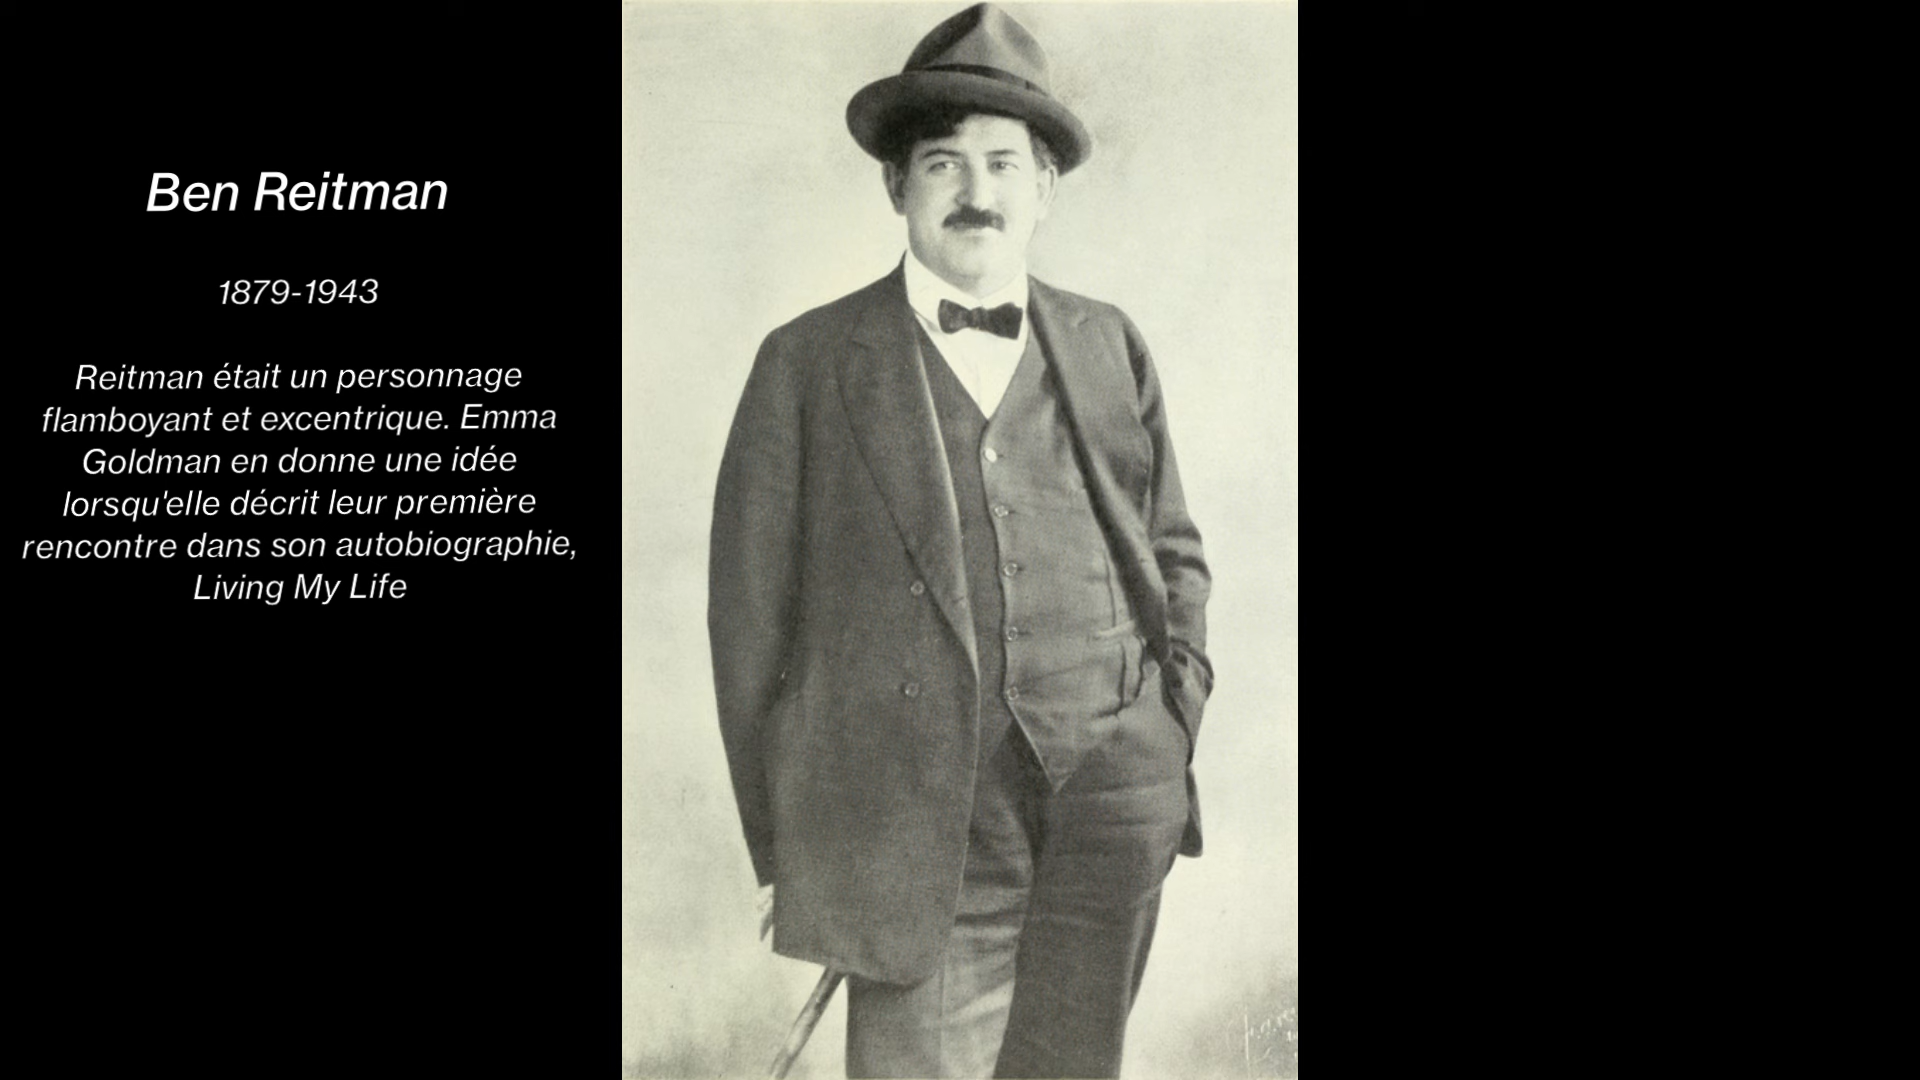 Ben Reitman
1879-1943
Reitman était un personnage
flamboyant et excentrique. Emma
Goldman en donne une idée
lorsqu'elle décrit leur première
rencontre dans son autobiographie,
Living My Life